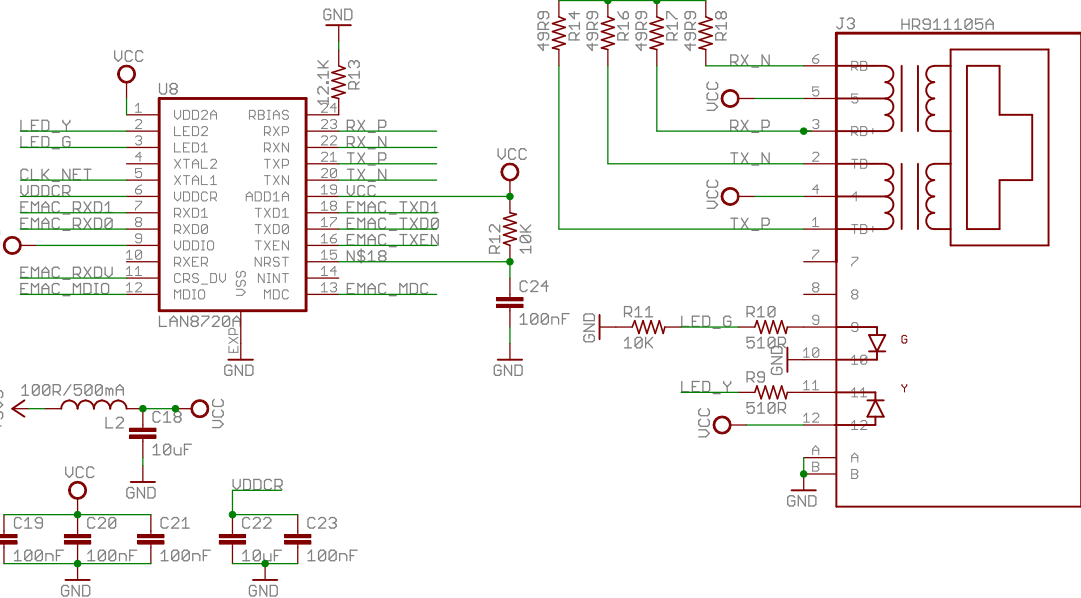 GND
49R9 R14 49R9 R16 49R9 R17 49R9 R18
J3 HR911105A
VCC
12.1K R13
U8
RX_N 6 RD-
VCC 5 5
RX_P 3 RD+
TX_N 2 TD-
VCC 4 4
TX_P 1 TD+
7 7
8 8
1 VDD2A RBIAS 24
LED_Y 2 LED2 RXP 23 RX_P
LED_G 3 LED1 RXN 22 RX_N
4 XTAL2 TXP 21 TX_P
CLK_NET 5 XTAL1 TXN 20 TX_N
VDDCR 6 VDDCR ADD1A 19 VCC
EMAC_RXD1 7 RXD1 TXD1 18 EMAC_TXD1
EMAC_RXD0 8 RXD0 TXD0 17 EMAC_TXD0
9 VDDIO TXEN 16 EMAC_TXEN
10 RXER NRST 15 N$18
EMAC_RXDV 11 CRS_DV NINT 14
EMAC_MDIO 12 MDIO MDC 13 EMAC_MDC
VSS
LAN8720A
EXP
GND
VCC
R12 10K
C24
100nF
GND
GND R11 10K LED_G R10 510R 9 9 G
GND 10 10
LED_Y R9 510R 11 11 Y
VCC 12 12
A A
B B
GND
100R/500mA
L2
C18
10uF
VCC
GND
VCC
C19 C20 C21
100nF 100nF 100nF
GND
VDDCR
C22 C23
10uF 100nF
GND